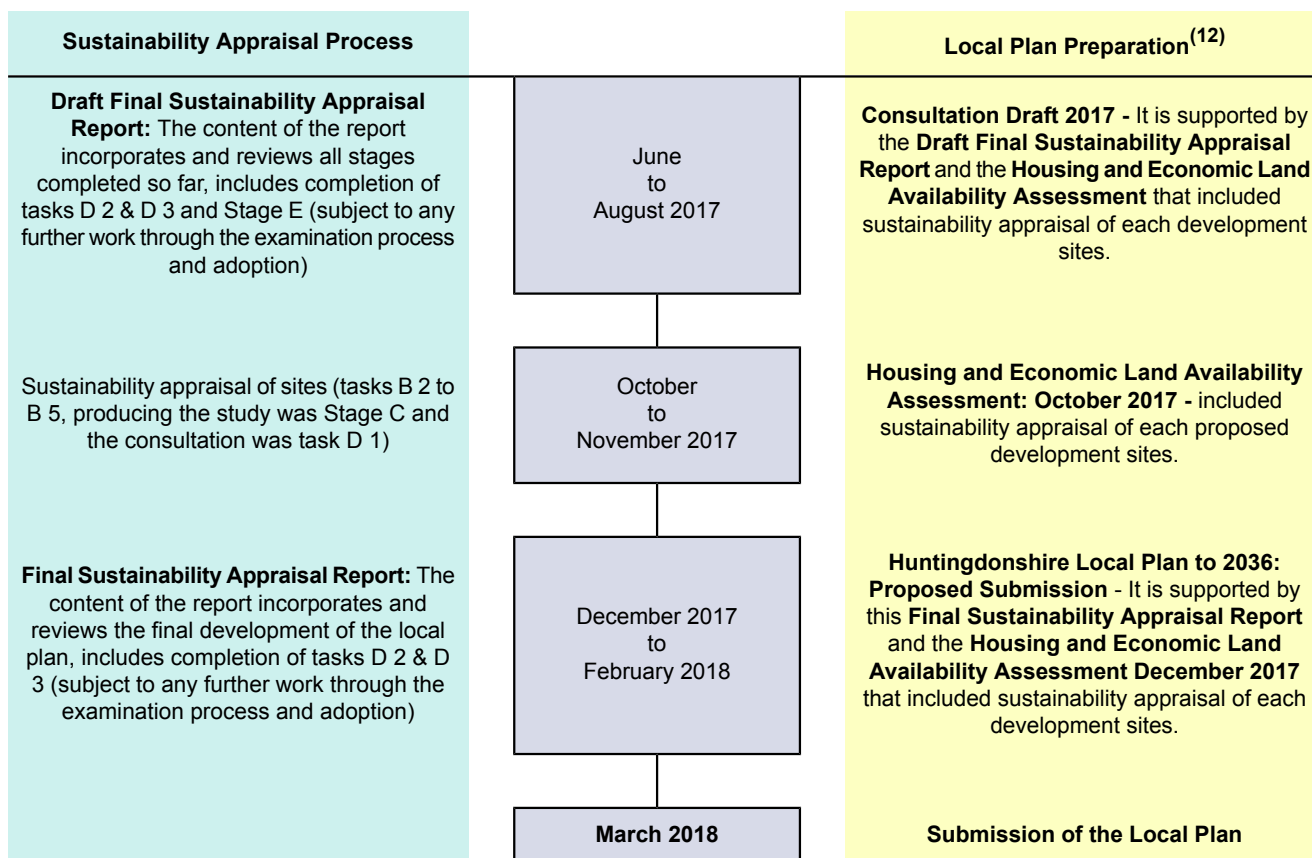 Sustainability Appraisal Process
Local Plan Preparation(12)
Draft Final Sustainability Appraisal
Report: The content of the report
incorporates and reviews all stages
completed so far, includes completion of
tasks D 2 & D 3 and Stage E (subject to any
further work through the examination process
and adoption)
June
to
August 2017
Consultation Draft 2017 - It is supported by
the Draft Final Sustainability Appraisal
Report and the Housing and Economic Land
Availability Assessment that included
sustainability appraisal of each development
sites.
Sustainability appraisal of sites (tasks B 2 to
B 5, producing the study was Stage C and
the consultation was task D 1)
October
to
November 2017
Housing and Economic Land Availability
Assessment: October 2017 - included
sustainability appraisal of each proposed
development sites.
Final Sustainability Appraisal Report: The
content of the report incorporates and
reviews the final development of the local
plan, includes completion of tasks D 2 & D
3 (subject to any further work through the
examination process and adoption)
December 2017
to
February 2018
Huntingdonshire Local Plan to 2036:
Proposed Submission - It is supported by
this Final Sustainability Appraisal Report
and the Housing and Economic Land
Availability Assessment December 2017
that included sustainability appraisal of each
development sites.
March 2018
Submission of the Local Plan